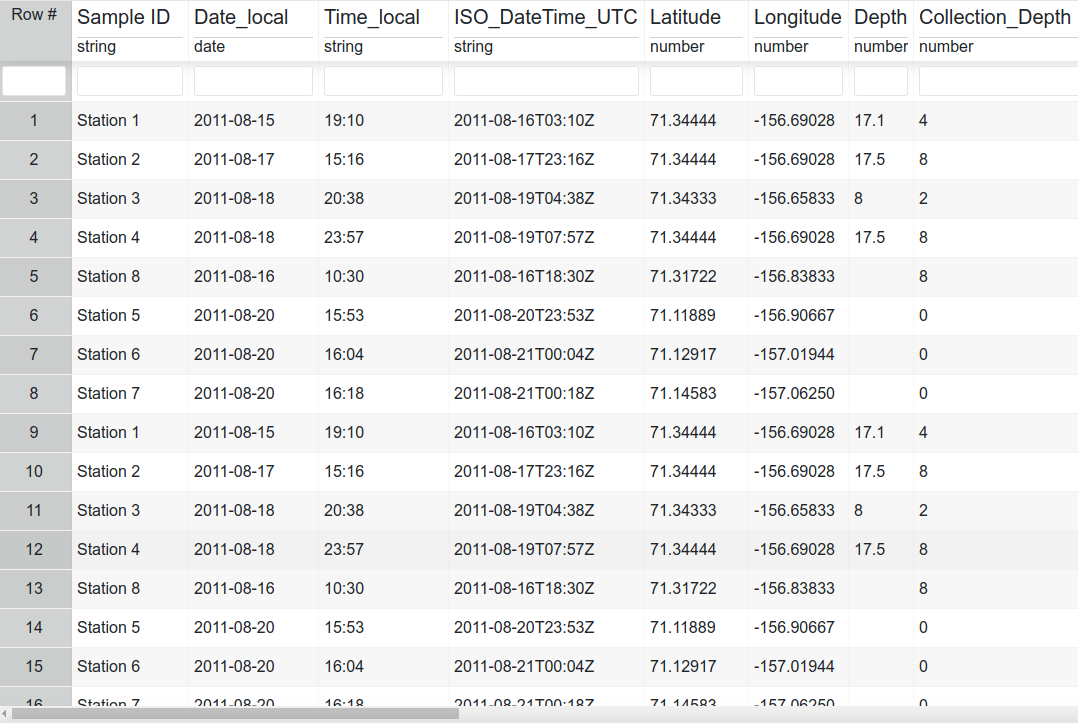 Row # Sample ID Date_local Time_local ISO_DateTime_UTC Latitude Longitude Depth Collection_Depth
string date string string number number number number
1 Station 1 2011-08-15 19:10 2011-08-16T03:10Z 71.34444 -156.69028 17.1 4
2 Station 2 2011-08-17 15:16 2011-08-17T23:16Z 71.34444 -156.69028 17.5 8
3 Station 3 2011-08-18 20:38 2011-08-19T04:38Z 71.34333 -156.65833 8 2
4 Station 4 2011-08-18 23:57 2011-08-19T07:57Z 71.34444 -156.69028 17.5 8
5 Station 8 2011-08-16 10:30 2011-08-16T18:30Z 71.31722 -156.83833 8
6 Station 5 2011-08-20 15:53 2011-08-20T23:53Z 71.11889 -156.90667 0
7 Station 6 2011-08-20 16:04 2011-08-21T00:04Z 71.12917 -157.01944 0
8 Station 7 2011-08-20 16:18 2011-08-21T00:18Z 71.14583 -157.06250 0
9 Station 1 2011-08-15 19:10 2011-08-16T03:10Z 71.34444 -156.69028 17.1 4
10 Station 2 2011-08-17 15:16 2011-08-17T23:16Z 71.34444 -156.69028 17.5 8
11 Station 3 2011-08-18 20:38 2011-08-19T04:38Z 71.34333 -156.65833 8 2
12 Station 4 2011-08-18 23:57 2011-08-19T07:57Z 71.34444 -156.69028 17.5 8
13 Station 8 2011-08-16 10:30 2011-08-16T18:30Z 71.31722 -156.83833 8
14 Station 5 2011-08-20 15:53 2011-08-20T23:53Z 71.11889 -156.90667 0
15 Station 6 2011-08-20 16:04 2011-08-21T00:04Z 71.12917 -157.01944 0
16 Station 7 2011-08-20 16:18 2011-08-21T00:18Z 71.14583 -157.06250 0